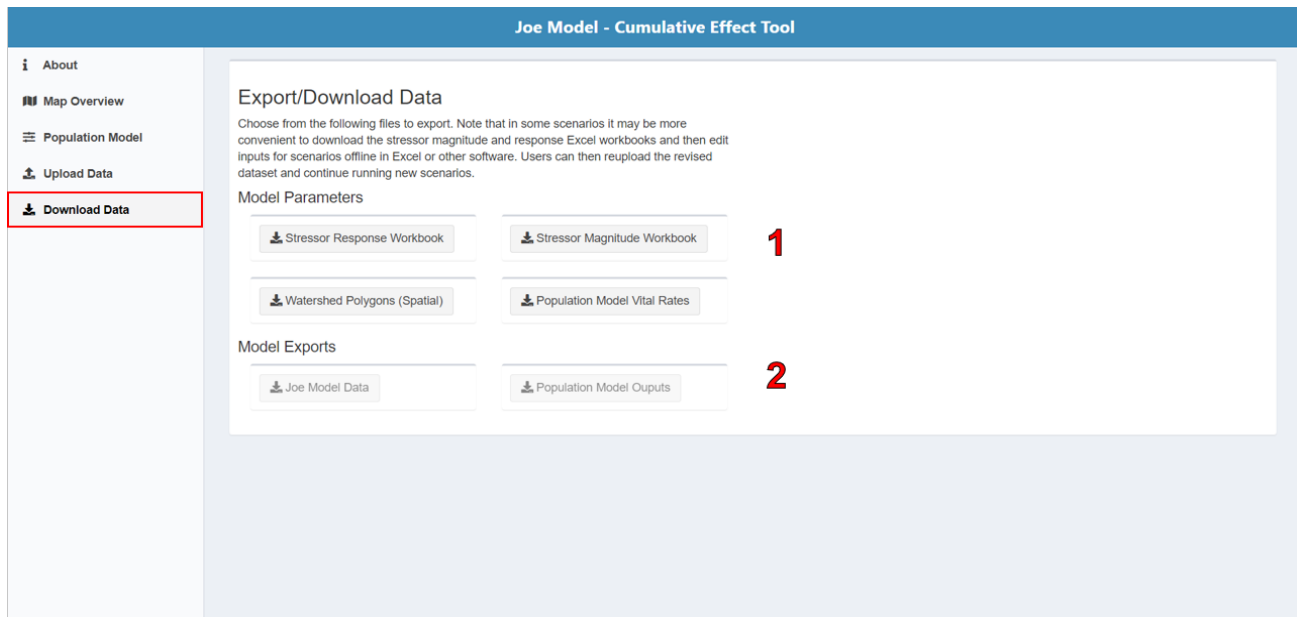 Joe Model - Cumulative Effect Tool
About
Map Overview
Population Model
Upload Data
Download Data
Export/Download Data
Choose from the following files to export. Note that in some scenarios it may be more
convenient to download the stressor magnitude and response Excel workbooks and then edit
inputs for scenarios offline in Excel or other software. Users can then reupload the revised
dataset and continue running new scenarios.
Model Parameters
Stressor Response Workbook
Stressor Magnitude Workbook
1
Watershed Polygons (Spatial)
Population Model Vital Rates
Model Exports
Joe Model Data
Population Model Ouputs
2